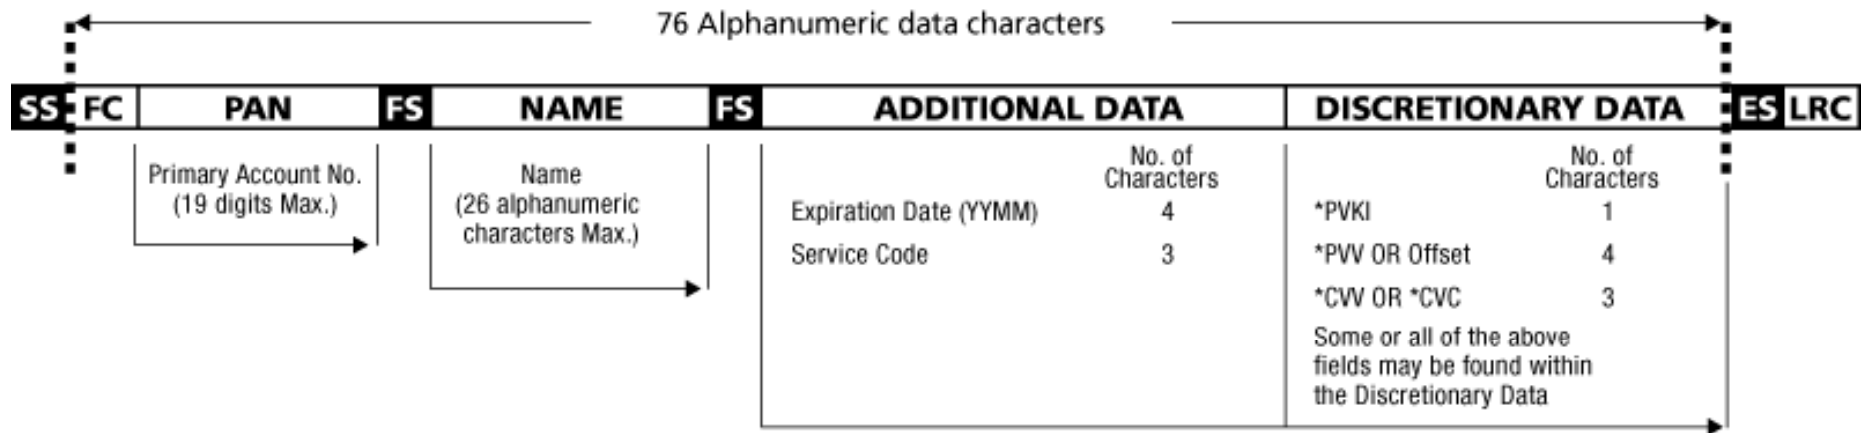 76 Alphanumeric data characters
SS FC PAN FS NAME FS ADDITIONAL DATA DISCRETIONARY DATA ES LRC
Primary Account No.
(19 digits Max.)
Name
(26 alphanumeric
characters Max.)
No. of
Characters
Expiration Date (YYMM) 4
Service Code 3
No. of
Characters
*PVKI 1
*PVV OR Offset 4
*CVV OR *CVC 3
Some or all of the above
fields may be found within
the Discretionary Data